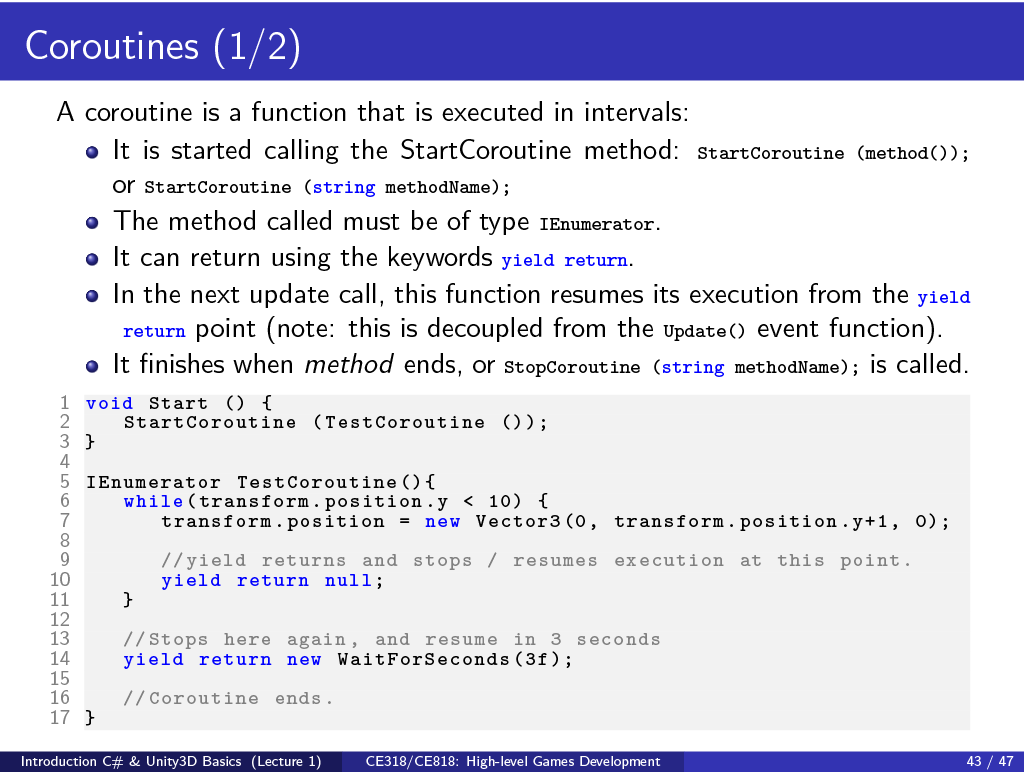 Coroutines (1/2)
A coroutine is a function that is executed in intervals:
It is started calling the StartCoroutine method: StartCoroutine (method());
or StartCoroutine (string methodName);
The method called must be of type IEnumerator.
It can return using the keywords yield return.
In the next update call, this function resumes its execution from the yield
return point (note: this is decoupled from the Update() event function).
It finishes when method ends, or StopCoroutine (string methodName); is called.
1 void Start () {
2 StartCoroutine (TestCoroutine ());
3 }
4
5 IEnumerator TestCoroutine(){
6 while(transform.position.y < 10) {
7 transform.position = new Vector3(0, transform.position.y+1, 0);
8
9 //yield returns and stops / resumes execution at this point.
10 yield return null;
11 }
12
13 //Stops here again, and resume in 3 seconds
14 yield return new WaitForSeconds(3f);
15
16 //Coroutine ends.
17 }
Introduction C# & Unity3D Basics (Lecture 1) CE318/CE818: High-level Games Development 43 / 47